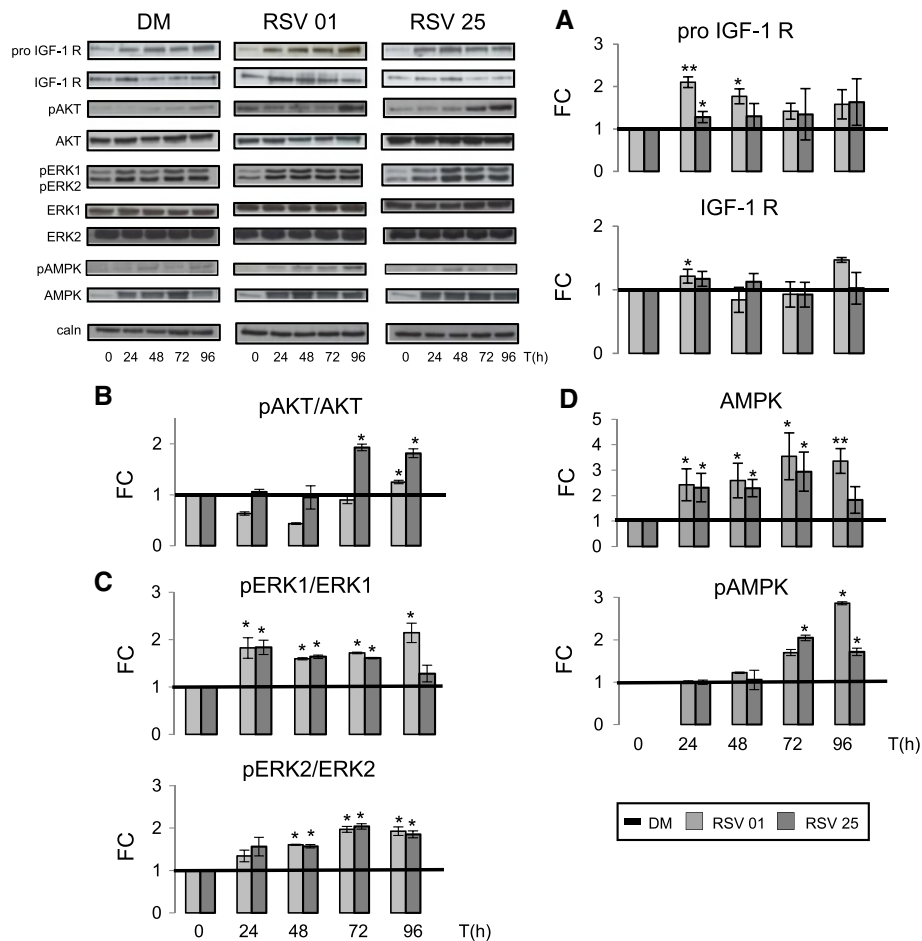 DM
RSV 01
RSV 25
pro IGF-1 R
IGF-1 R
pAKT
AKT
pERK1
pERK2
ERK1
ERK2
pAMPK
AMPK
caln
0 24 48 72 96 0 24 48 72 96 0 24 48 72 96 T(h)
A
pro IGF-1 R
FC
3
2
1
0
** * *
IGF-1 R
FC
2
1
0
*
B
pAKT/AKT
FC
2
1
0
* * *
C
pERK1/ERK1
FC
3
2
1
0
* * * * * * *
pERK2/ERK2
FC
3
2
1
0
* * * * * *
0 24 48 72 96 T(h)
D
AMPK
FC
5
4
3
2
1
0
* * * * * * **
pAMPK
FC
3
2
1
0
* * *
0 24 48 72 96 T(h)
DM RSV 01 RSV 25